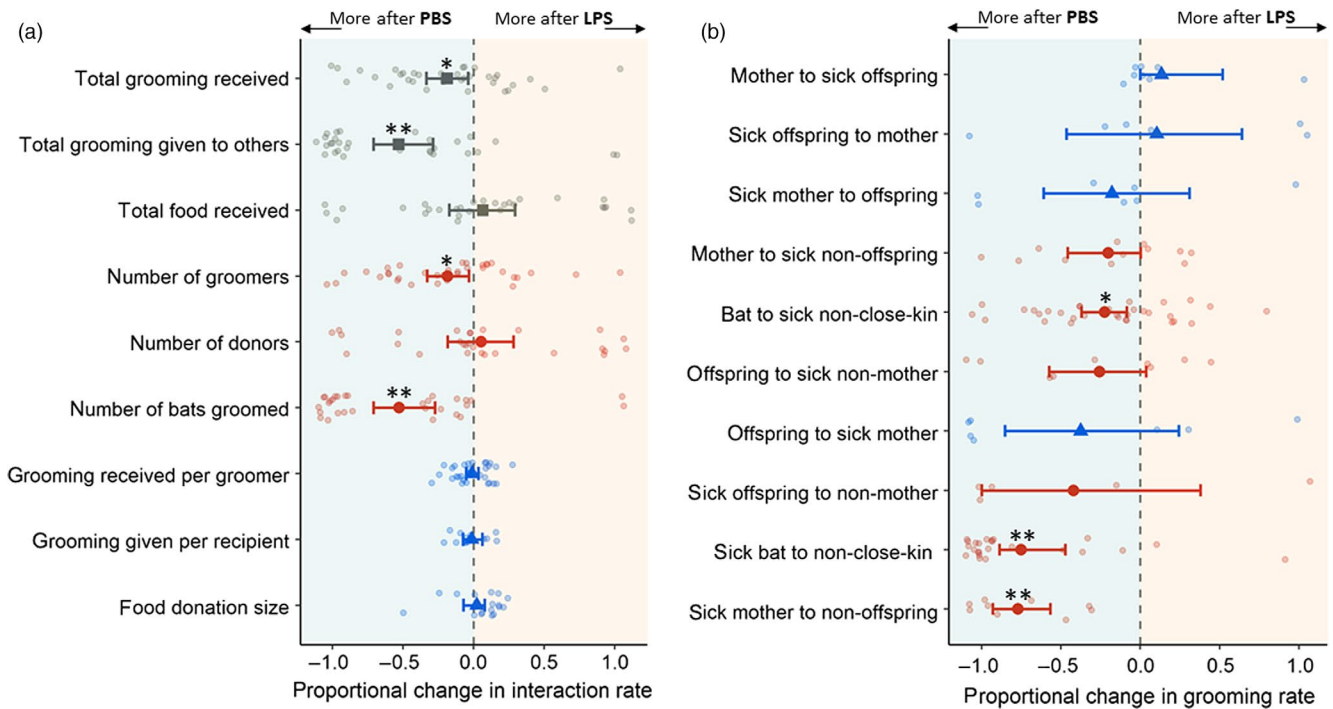 (a)
More after PBS
More after LPS
Total grooming received
*
Total grooming given to others
**
Total food received
Number of groomers
*
Number of donors
Number of bats groomed
**
Grooming received per groomer
Grooming given per recipient
Food donation size
−1.0 −0.5 0.0 0.5 1.0
Proportional change in interaction rate
(b)
More after PBS
More after LPS
Mother to sick offspring
Sick offspring to mother
Sick mother to offspring
Mother to sick non-offspring
Bat to sick non-close-kin
*
Offspring to sick non-mother
Offspring to sick mother
Sick offspring to non-mother
Sick bat to non-close-kin
**
Sick mother to non-offspring
**
−1.0 −0.5 0.0 0.5 1.0
Proportional change in grooming rate